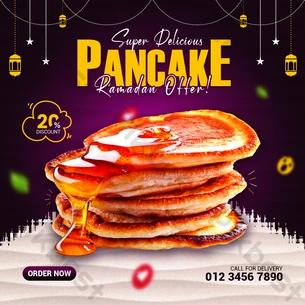 Super Delicious
PANCAKE
Ramadan Offer!
20%
DISCOUNT
ORDER NOW
CALL FOR DELIVERY
012 3456 7890